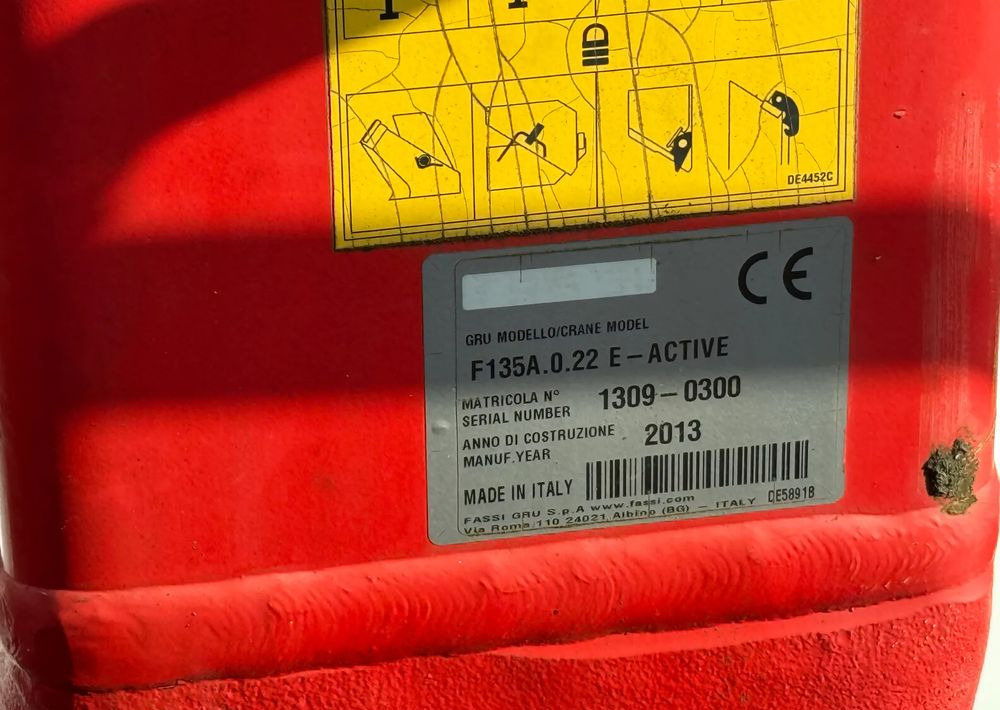 DE4452C
CE
GRU MODELLO/CRANE MODEL
F135A.0.22 E-ACTIVE
MATRICOLA N° 1309-0300
SERIAL NUMBER
ANNO DI COSTRUZIONE 2013
MANUF.YEAR
MADE IN ITALY
DE5891B
FASSI GRU S.p.A www.fassi.com
Via Roma 110 24021 Albino (BG) - ITALY